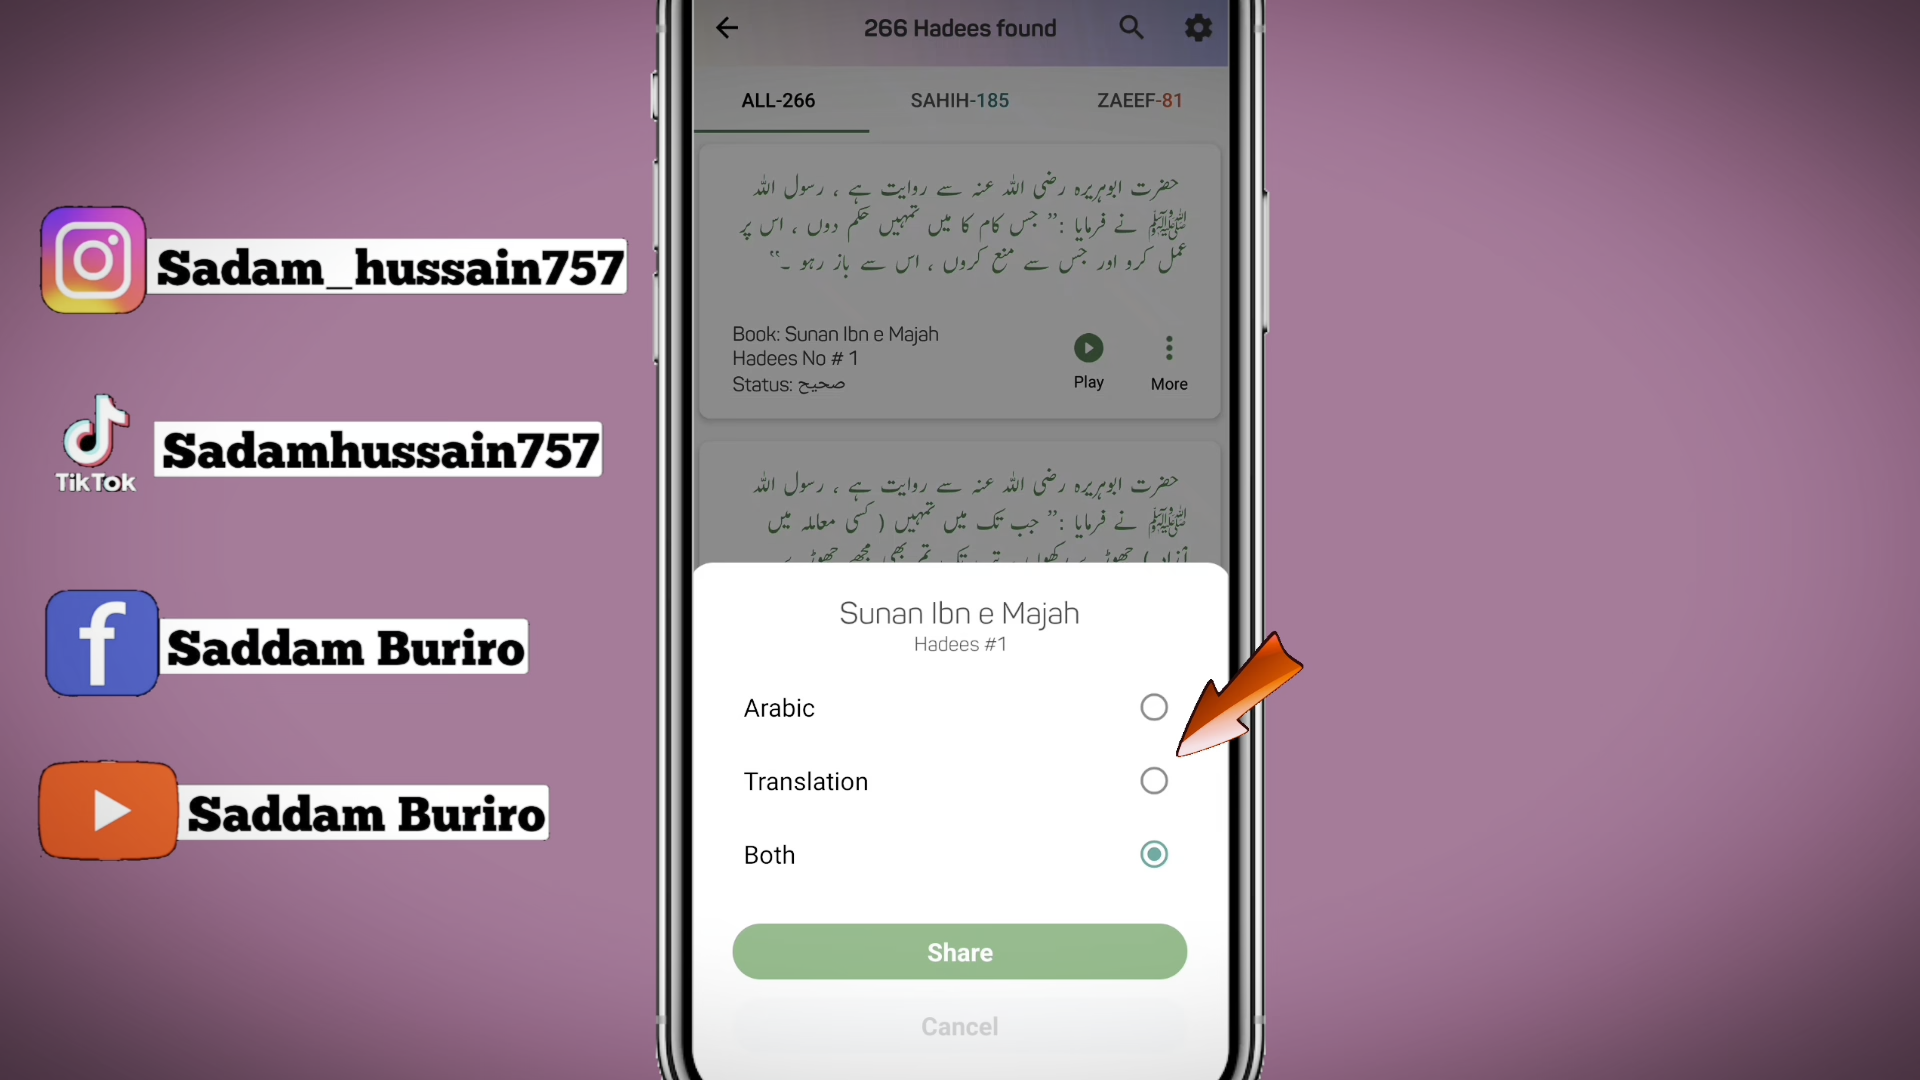 Sadam_hussain757
TikTok
Sadamhussain757
Saddam Buriro
Saddam Buriro
266 Hadees found
ALL-266
SAHIH-185
ZAEEF-81
حضرت ابوہریرہ رضی اللہ عنہ سے روایت ہے ، رسول اللہ
ﷺ نے فرمایا :” جس کام کا میں تمہیں حکم دوں ، اس پر
عمل کرو اور جس سے منع کروں ، اس سے باز رہو ۔“
Book: Sunan Ibn e Majah
Hadees No # 1
Status: صحیح
Play
More
حضرت ابوہریرہ رضی اللہ عنہ سے روایت ہے ، رسول اللہ
ﷺ نے فرمایا :” جب تک میں تمہیں ( کسی معاملہ میں
Sunan Ibn e Majah
Hadees #1
Arabic
Translation
Both
Share
Cancel